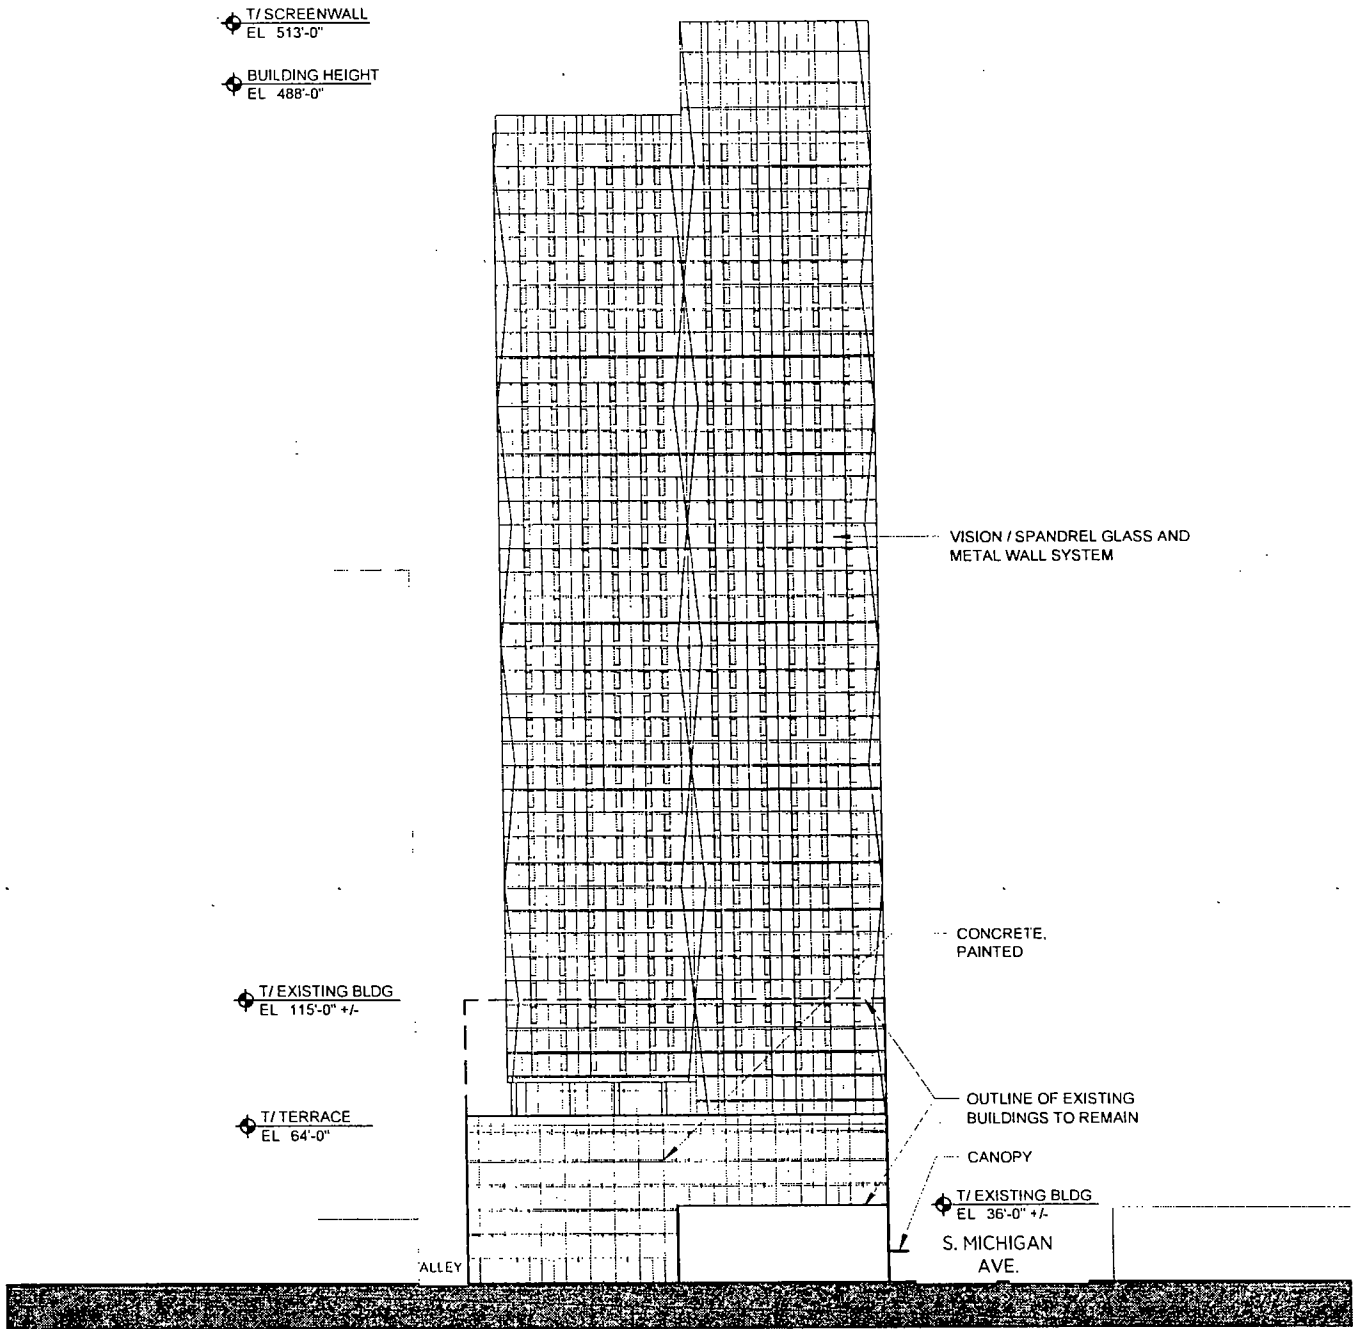 T/ SCREENWALL
EL 513'-0"
BUILDING HEIGHT
EL 488'-0"
VISION / SPANDREL GLASS AND
METAL WALL SYSTEM
CONCRETE,
PAINTED
T/ EXISTING BLDG
EL 115'-0" +/-
OUTLINE OF EXISTING
BUILDINGS TO REMAIN
T/ TERRACE
EL 64'-0"
CANOPY
T/ EXISTING BLDG
EL 36'-0" +/-
S. MICHIGAN
AVE.
ALLEY